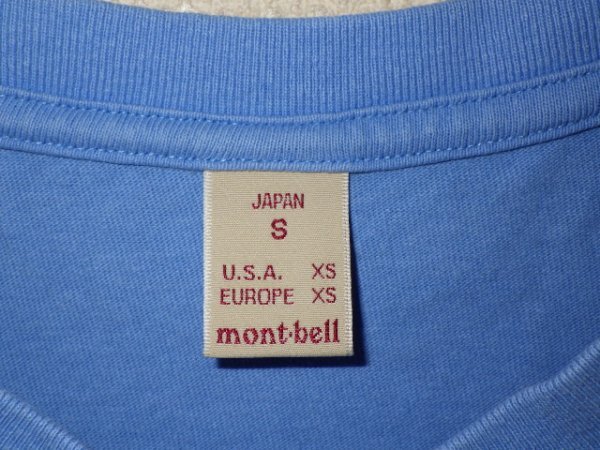 JAPAN
S
U.S.A. XS
EUROPE XS
mont·bell